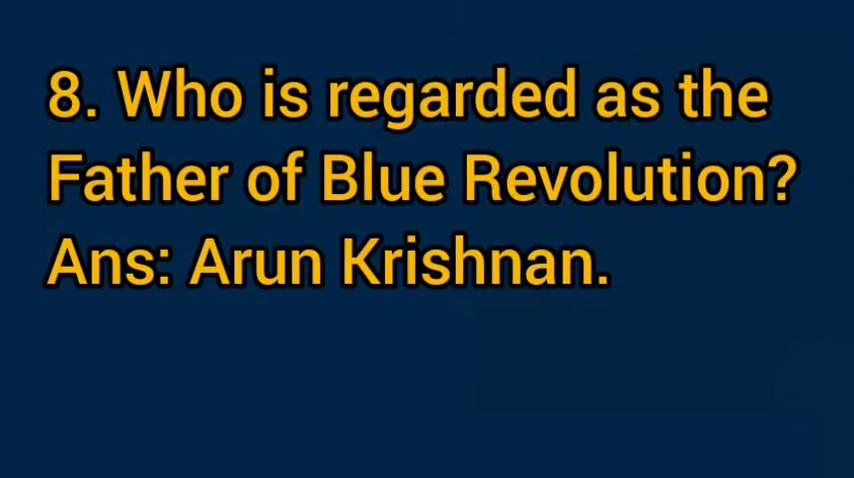 8. Who is regarded as the
Father of Blue Revolution?
Ans: Arun Krishnan.